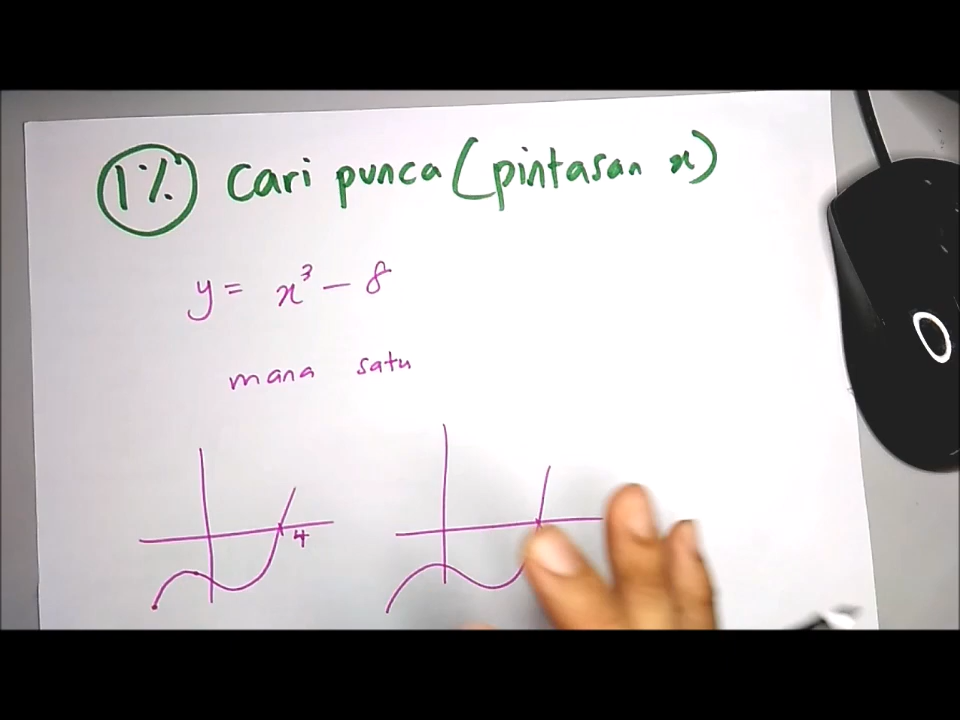 1% Cari punca (pintasan x)
y = x³ - 8
mana satu
4